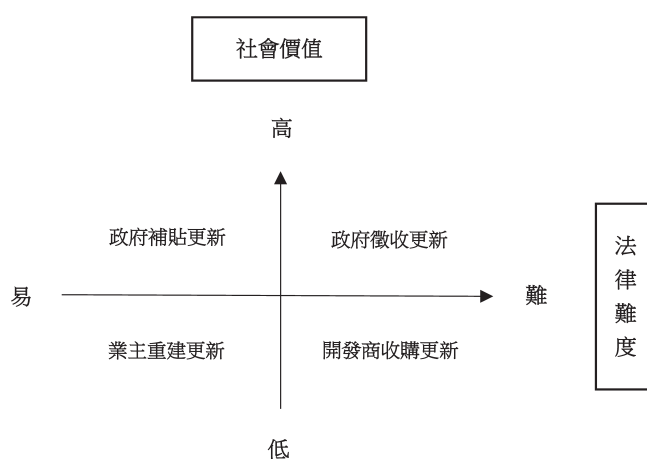 社會價值
高
政府補貼更新
政府徵收更新
易
難
法律難度
業主重建更新
開發商收購更新
低